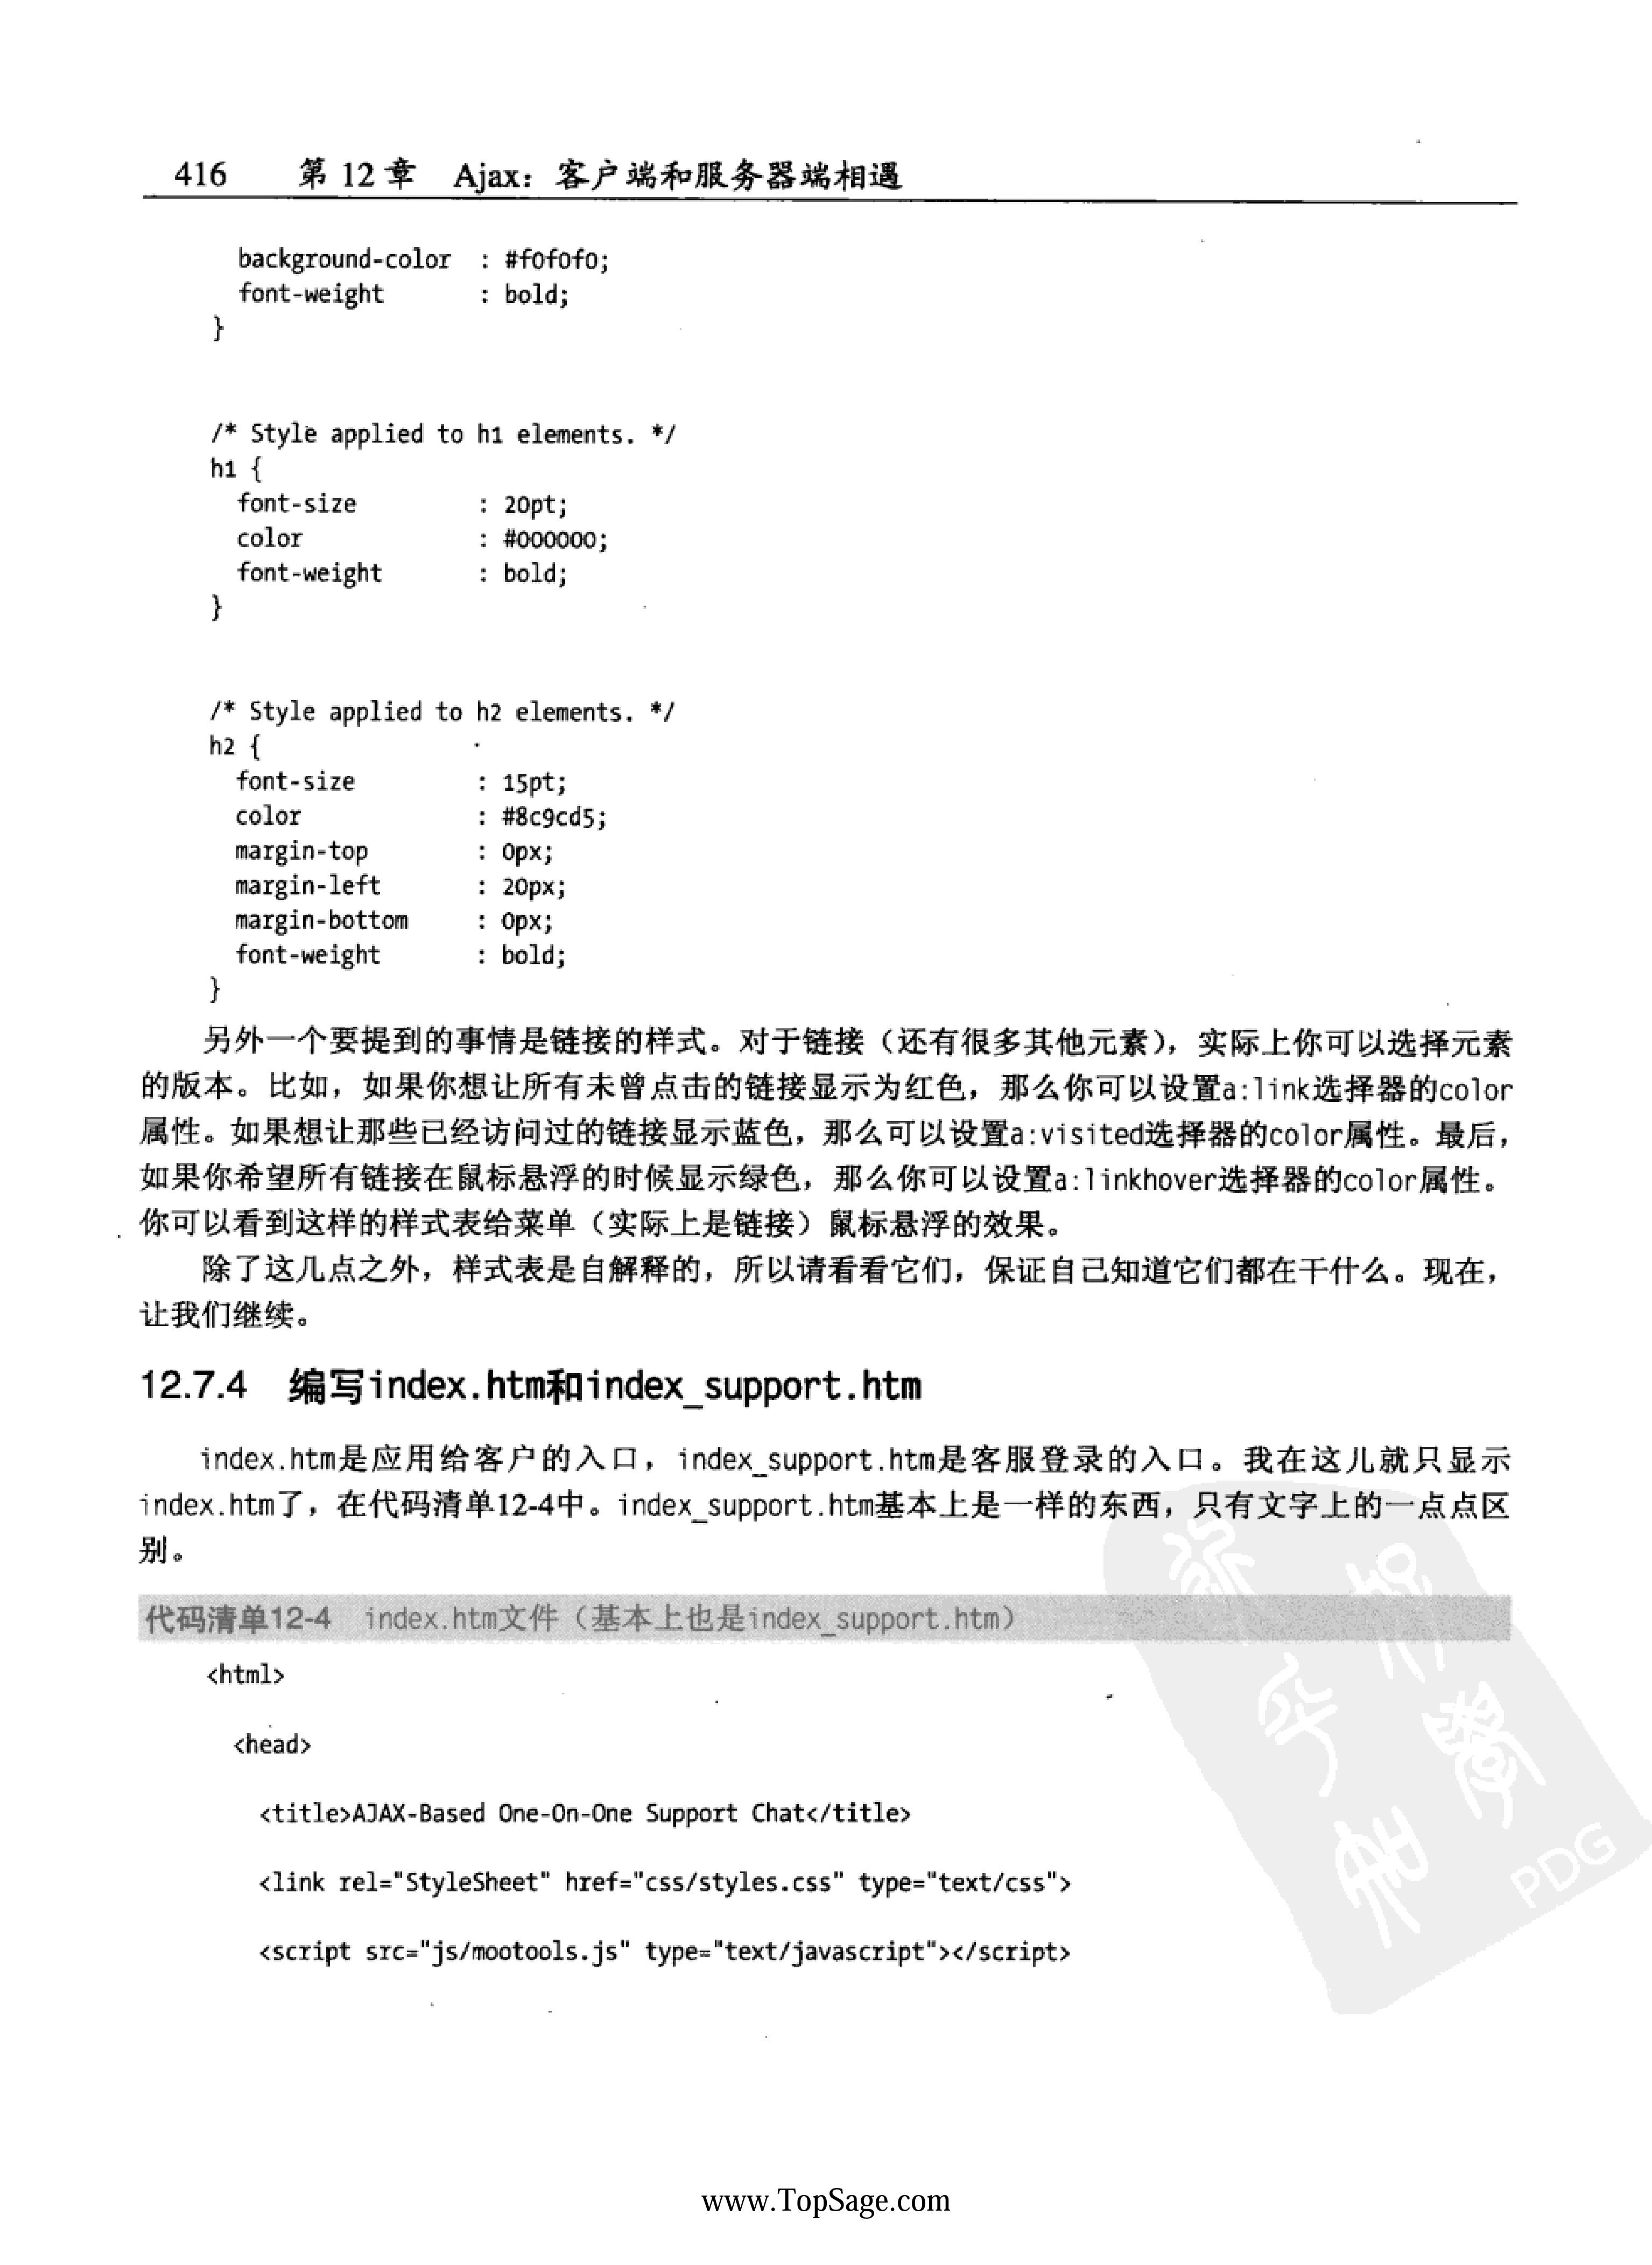 416 第 12 章 Ajax：客户端和服务器端相遇
background-color : #f0f0f0;
font-weight : bold;
}
/* Style applied to h1 elements. */
h1 {
font-size : 20pt;
color : #000000;
font-weight : bold;
}
/* Style applied to h2 elements. */
h2 {
font-size : 15pt;
color : #8c9cd5;
margin-top : 0px;
margin-left : 20px;
margin-bottom : 0px;
font-weight : bold;
}
另外一个要提到的事情是链接的样式。对于链接（还有很多其他元素），实际上你可以选择元素
的版本。比如，如果你想让所有未曾点击的链接显示为红色，那么你可以设置a:link选择器的color
属性。如果想让那些已经访问过的链接显示蓝色，那么可以设置a:visited选择器的color属性。最后，
如果你希望所有链接在鼠标悬浮的时候显示绿色，那么你可以设置a:linkhover选择器的color属性。
你可以看到这样的样式表给菜单（实际上是链接）鼠标悬浮的效果。
除了这几点之外，样式表是自解释的，所以请看看它们，保证自己知道它们都在干什么。现在，
让我们继续。
12.7.4 编写index.htm和index_support.htm
index.htm是应用给客户的入口，index_support.htm是客服登录的入口。我在这儿就只显示
index.htm了，在代码清单12-4中。index_support.htm基本上是一样的东西，只有文字上的一点点区
别。
代码清单12-4 index.htm文件（基本上也是index_support.htm）
<html>
<head>
<title>AJAX-Based One-On-One Support Chat</title>
<link rel="StyleSheet" href="css/styles.css" type="text/css">
<script src="js/mootools.js" type="text/javascript"></script>
PDG
www.TopSage.com